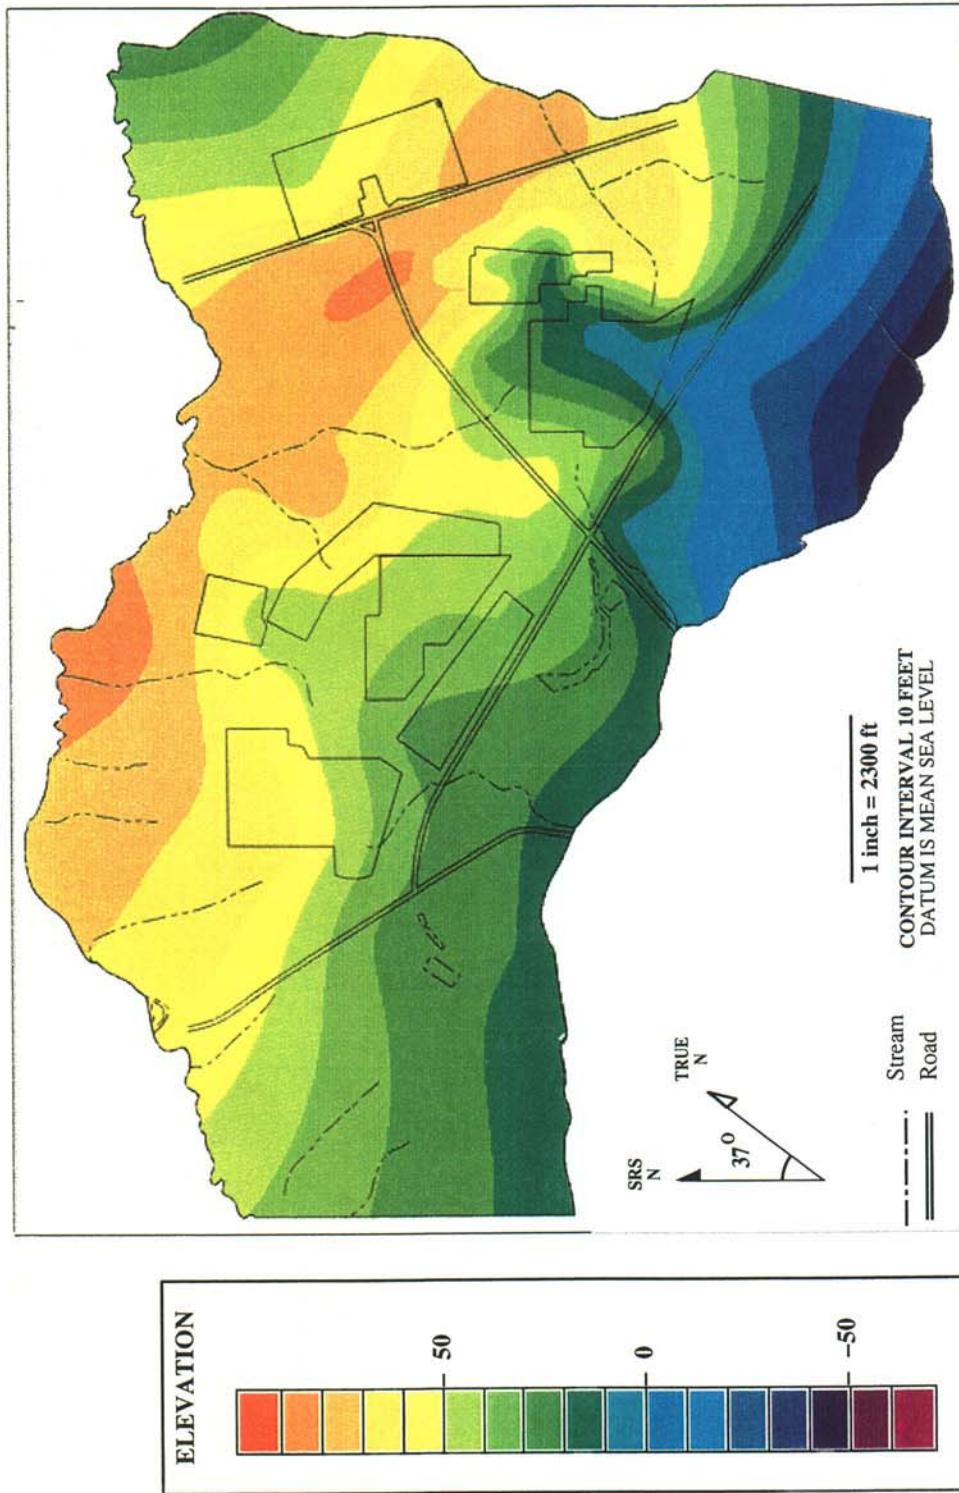 1 inch = 2300 ft
CONTOUR INTERVAL 10 FEET
DATUM IS MEAN SEA LEVEL
TRUE
N
SRS
N
37°
Stream
Road
ELEVATION
50
0
-50